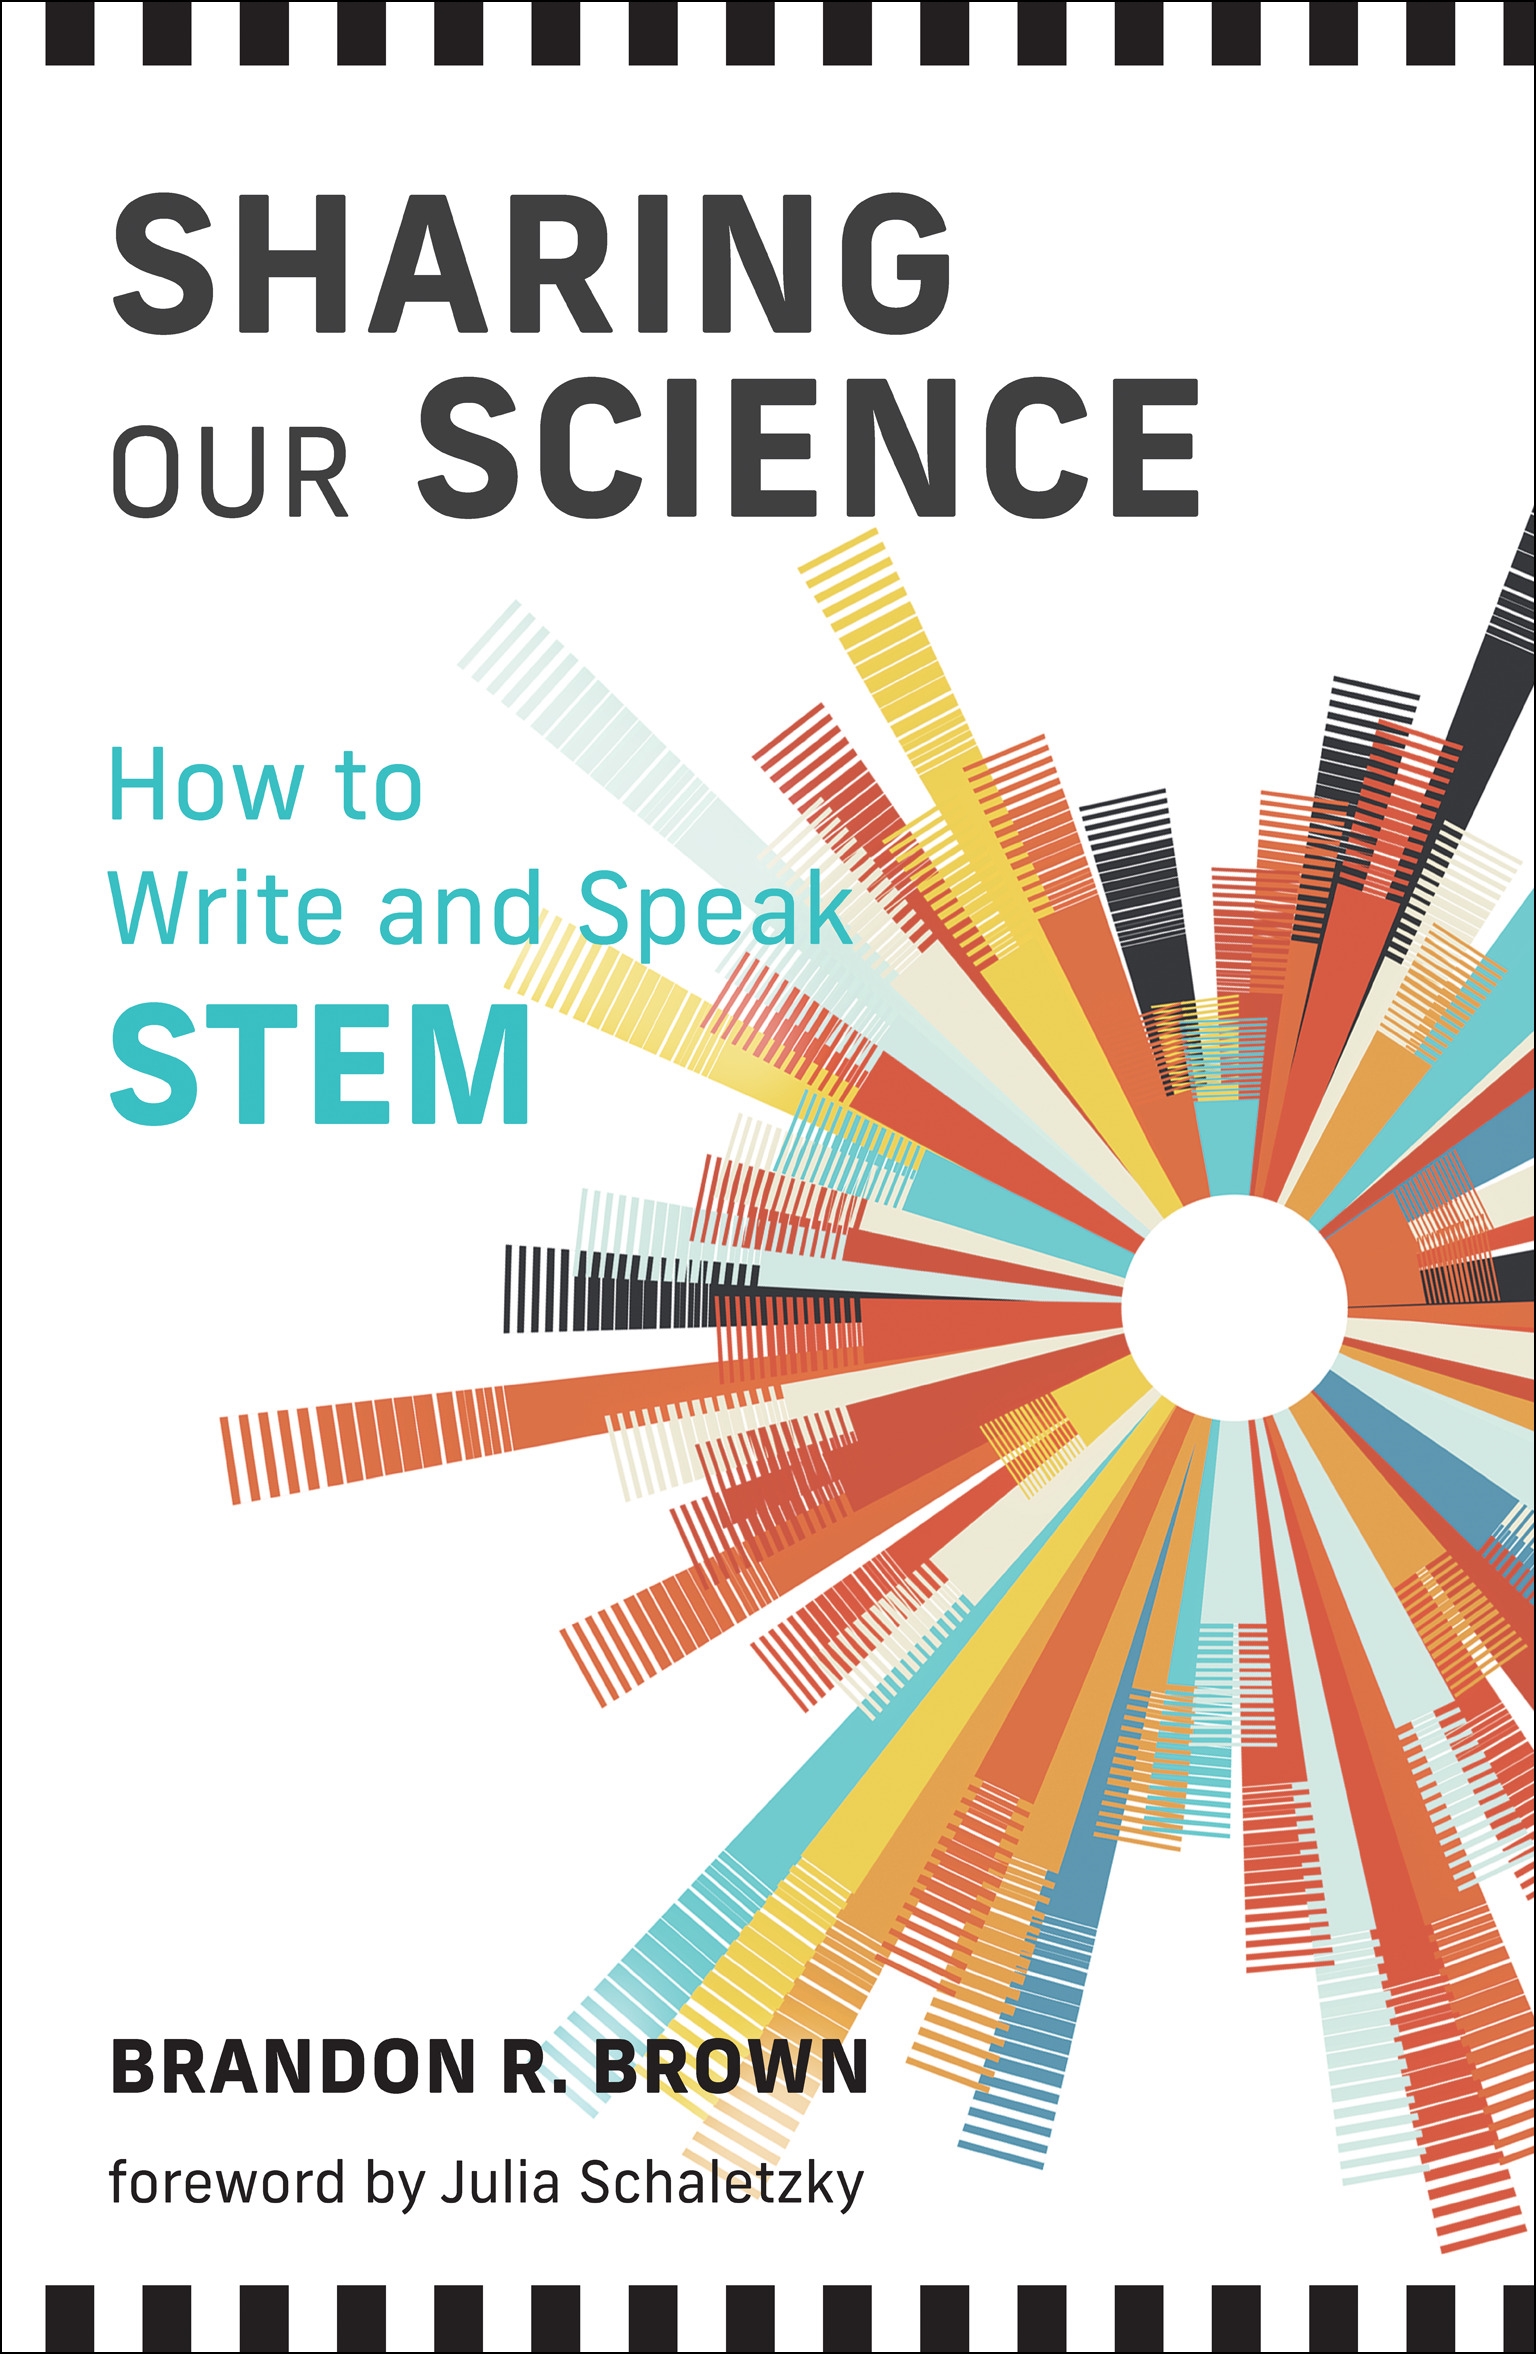 SHARING
OUR SCIENCE
How to
Write and Speak
STEM
BRANDON R. BROWN
foreword by Julia Schaletzky